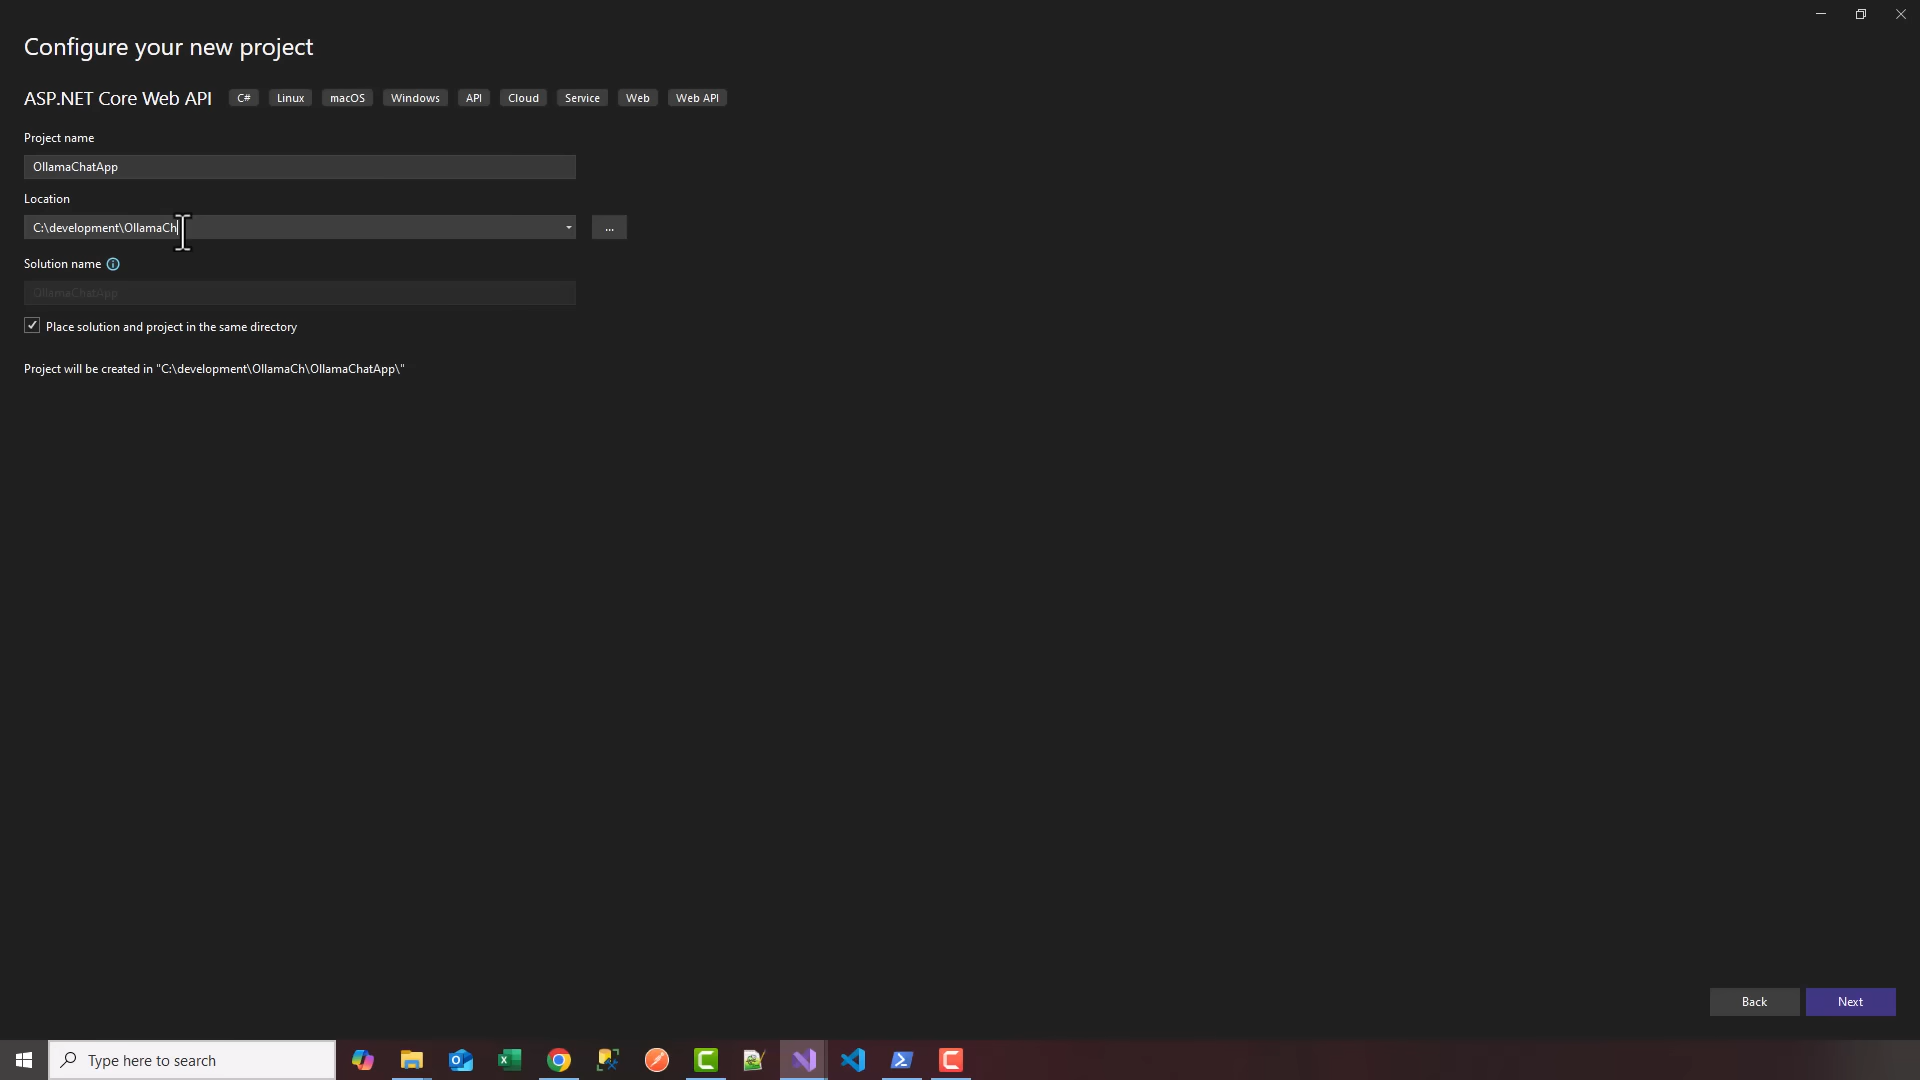 Configure your new project
ASP.NET Core Web API C# Linux macOS Windows API Cloud Service Web Web API
Project name
OllamaChatApp
Location
C:\development\OllamaCh
...
Solution name
OllamaChatApp
Place solution and project in the same directory
Project will be created in "C:\development\OllamaCh\OllamaChatApp\"
Back Next
Type here to search